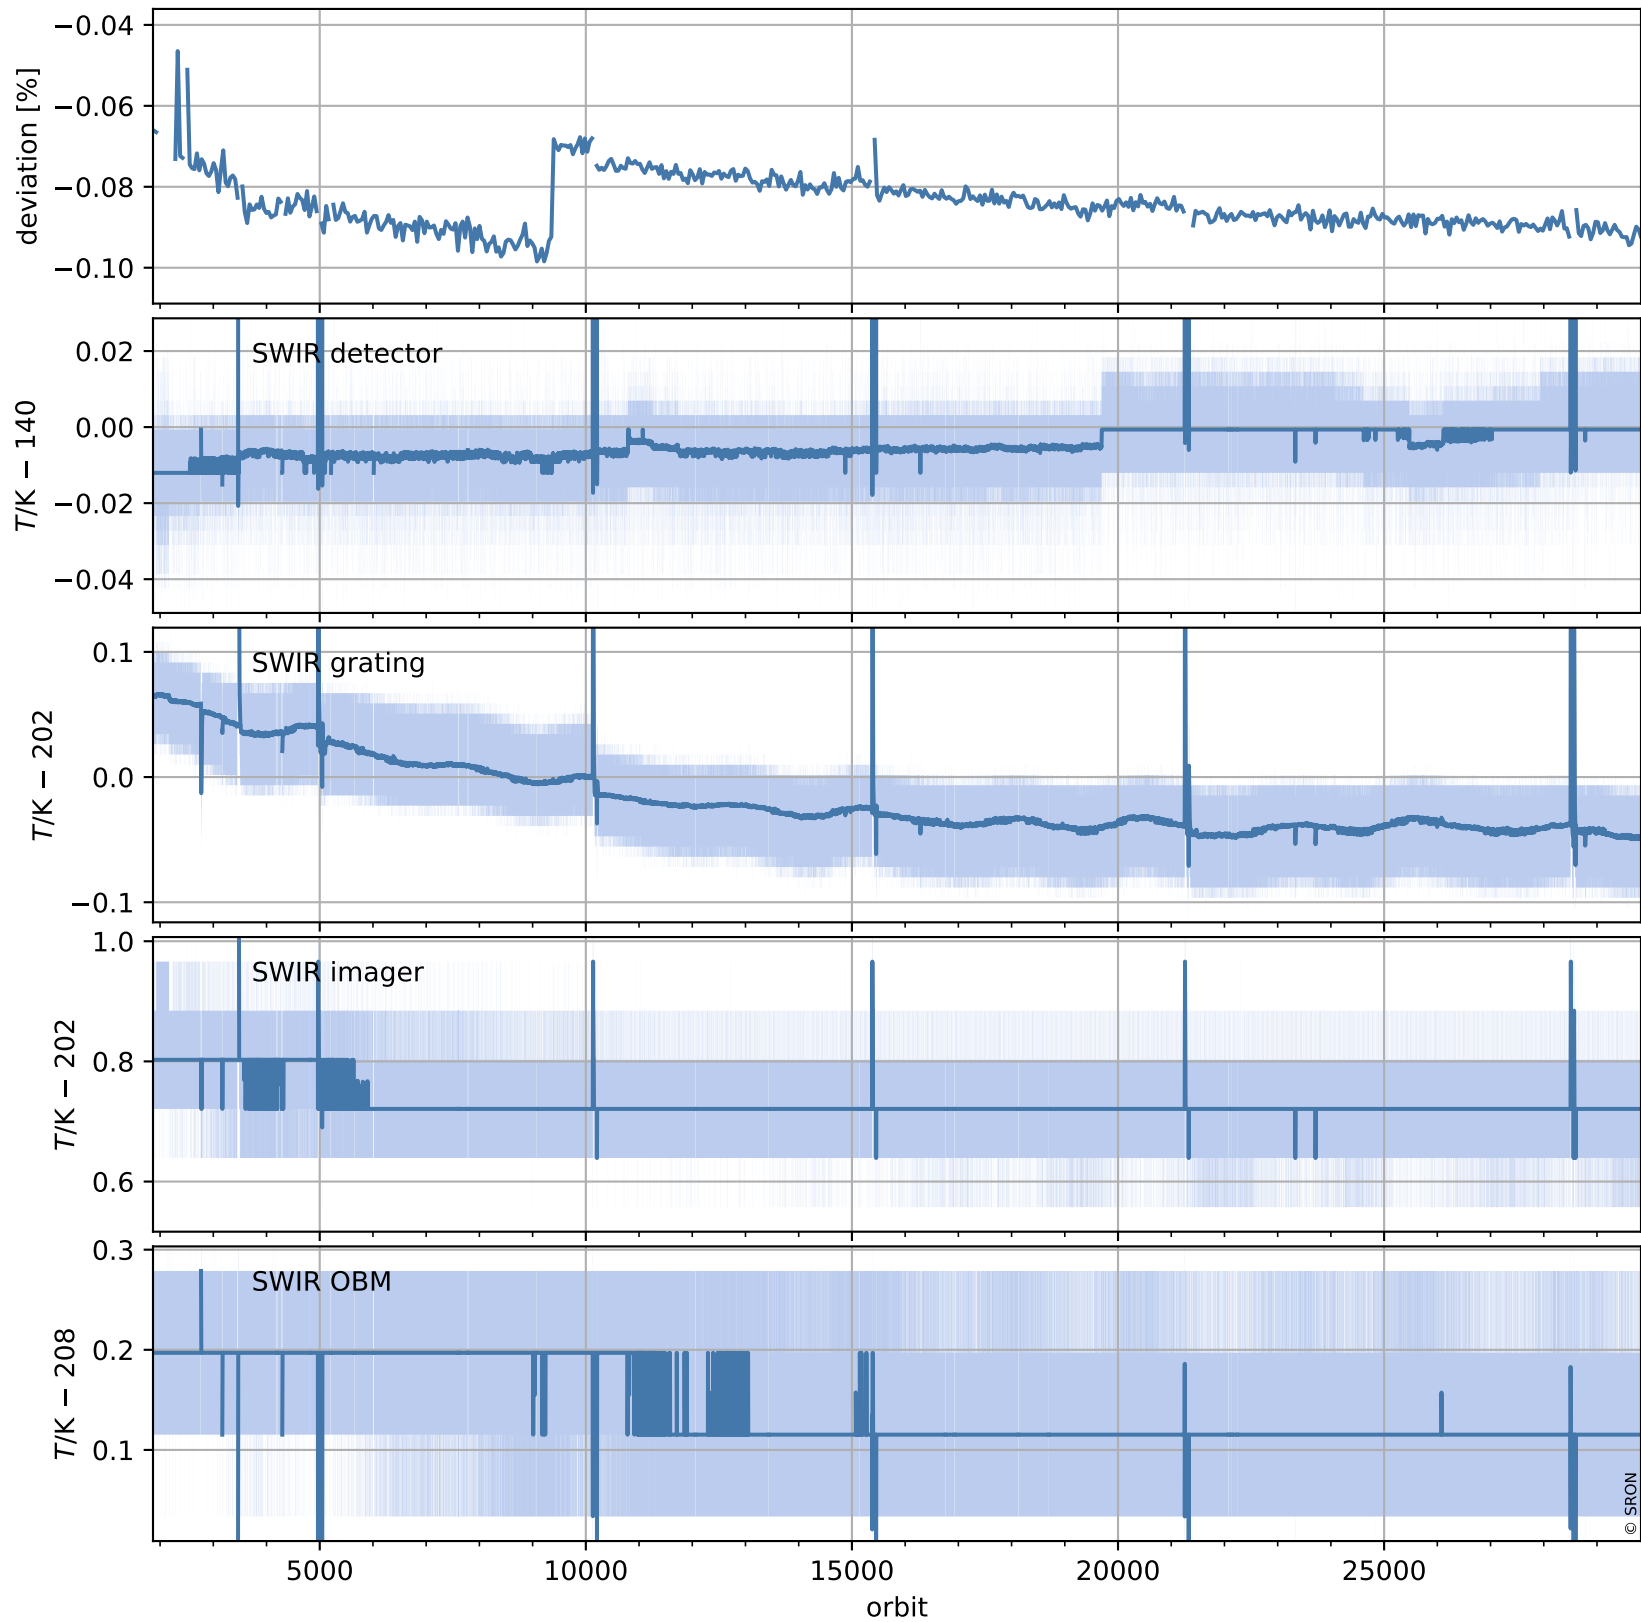 −0.04
−0.06
−0.08
−0.10
deviation [%]
SWIR detector
0.02
0.00
−0.02
−0.04
T/K − 140
SWIR grating
0.1
0.0
−0.1
T/K − 202
SWIR imager
1.0
0.8
0.6
T/K − 202
SWIR OBM
0.3
0.2
0.1
T/K − 208
© SRON
5000 10000 15000 20000 25000
orbit